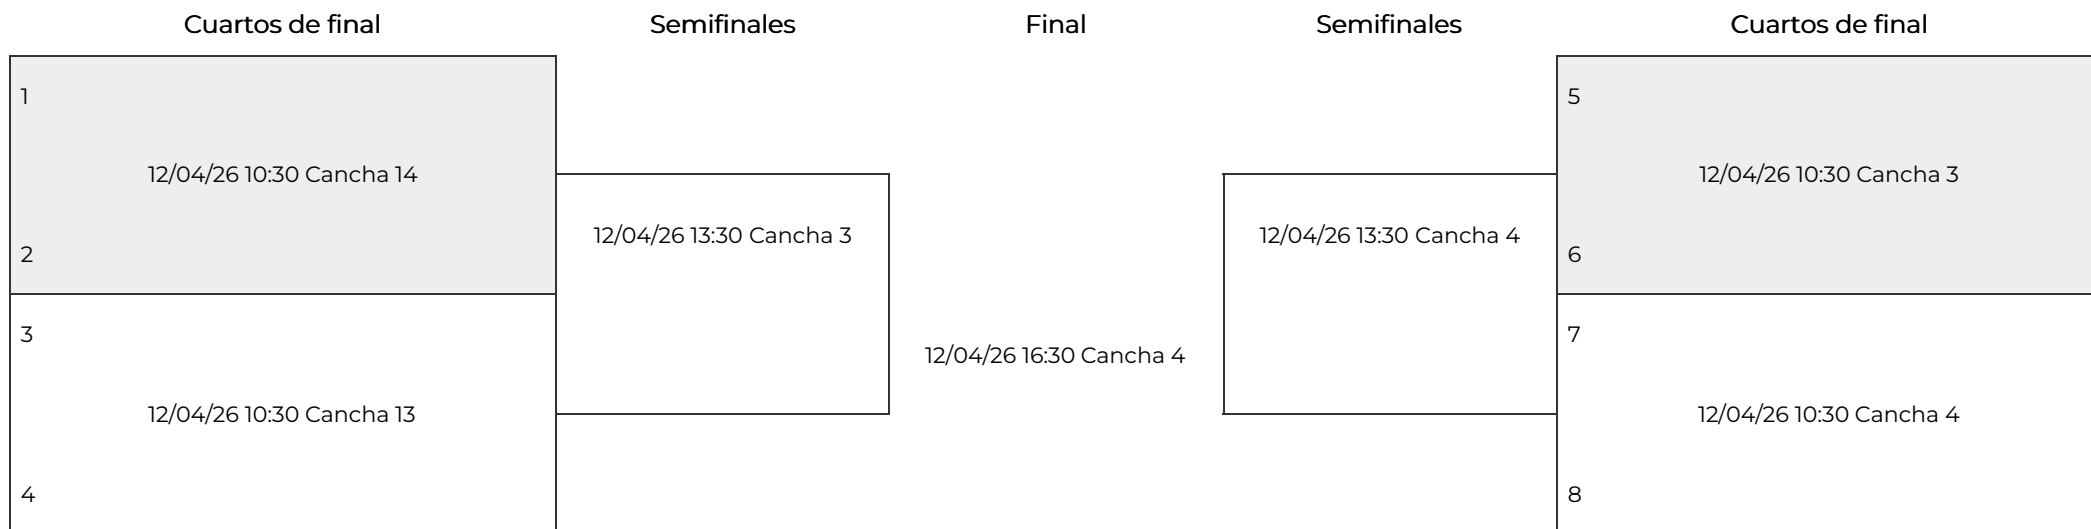 Cuartos de final
Semifinales
Final
Semifinales
Cuartos de final
1
12/04/26 10:30 Cancha 14
2
3
12/04/26 10:30 Cancha 13
4
12/04/26 13:30 Cancha 3
12/04/26 16:30 Cancha 4
12/04/26 13:30 Cancha 4
5
12/04/26 10:30 Cancha 3
6
7
12/04/26 10:30 Cancha 4
8